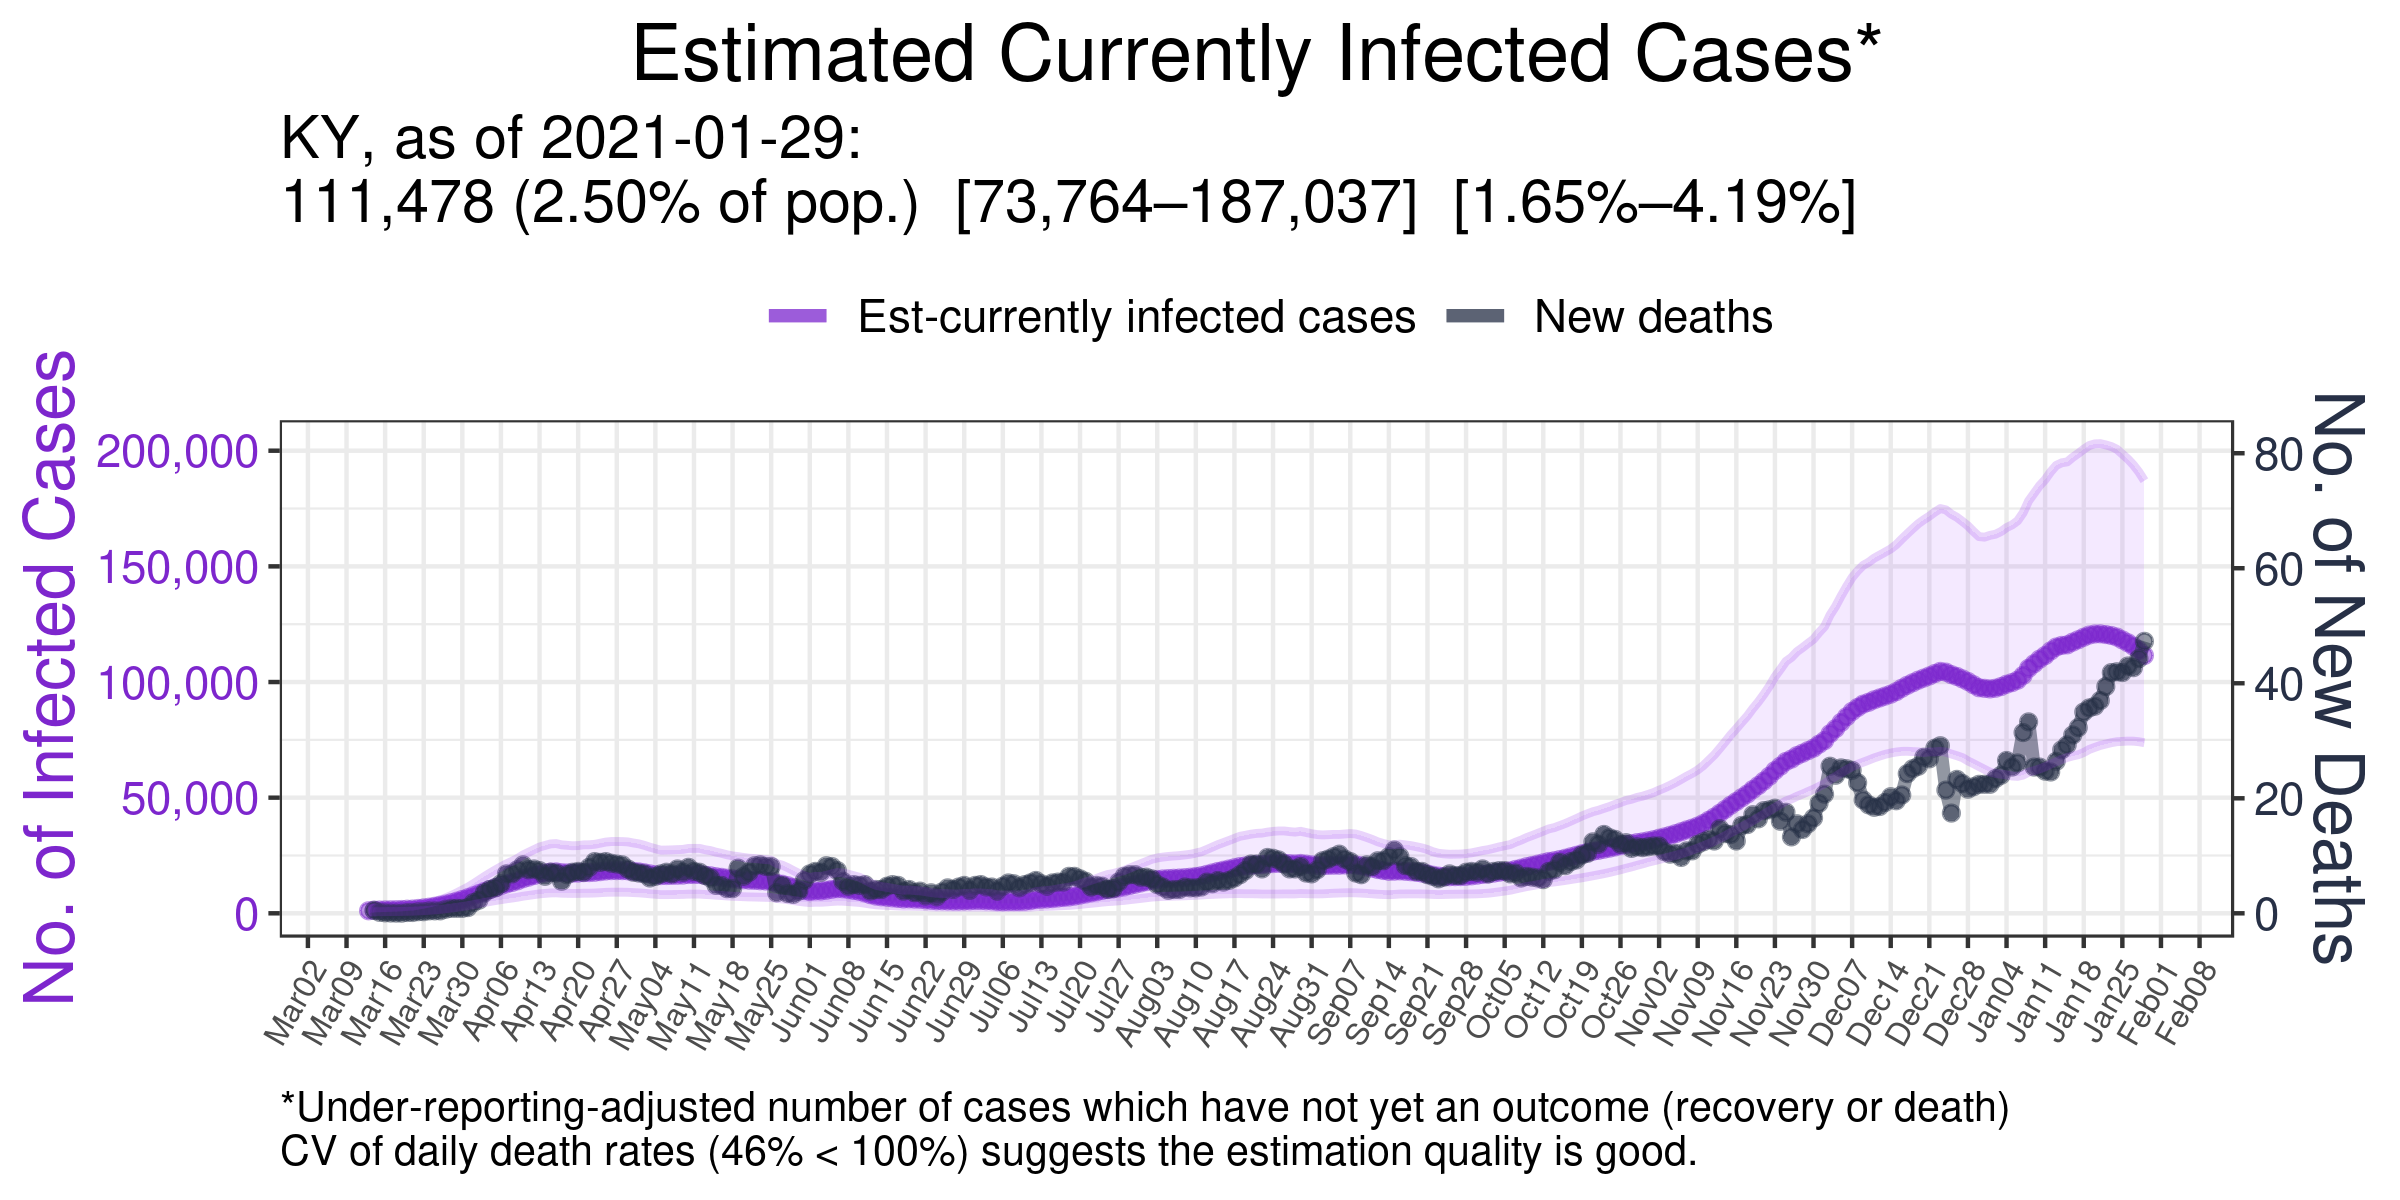 Estimated Currently Infected Cases*
KY, as of 2021-01-29:
111,478 (2.50% of pop.) [73,764–187,037] [1.65%–4.19%]
Est-currently infected cases New deaths
No. of Infected Cases
200,000
150,000
100,000
50,000
0
80
60
40
20
0
No. of New Deaths
Mar02 Mar09 Mar16 Mar23 Mar30 Apr06 Apr13 Apr20 Apr27 May04 May11 May18 May25 Jun01 Jun08 Jun15 Jun22 Jun29 Jul06 Jul13 Jul20 Jul27 Aug03 Aug10 Aug17 Aug24 Aug31 Sep07 Sep14 Sep21 Sep28 Oct05 Oct12 Oct19 Oct26 Nov02 Nov09 Nov16 Nov23 Nov30 Dec07 Dec14 Dec21 Dec28 Jan04 Jan11 Jan18 Jan25 Feb01 Feb08
*Under-reporting-adjusted number of cases which have not yet an outcome (recovery or death)
CV of daily death rates (46% < 100%) suggests the estimation quality is good.